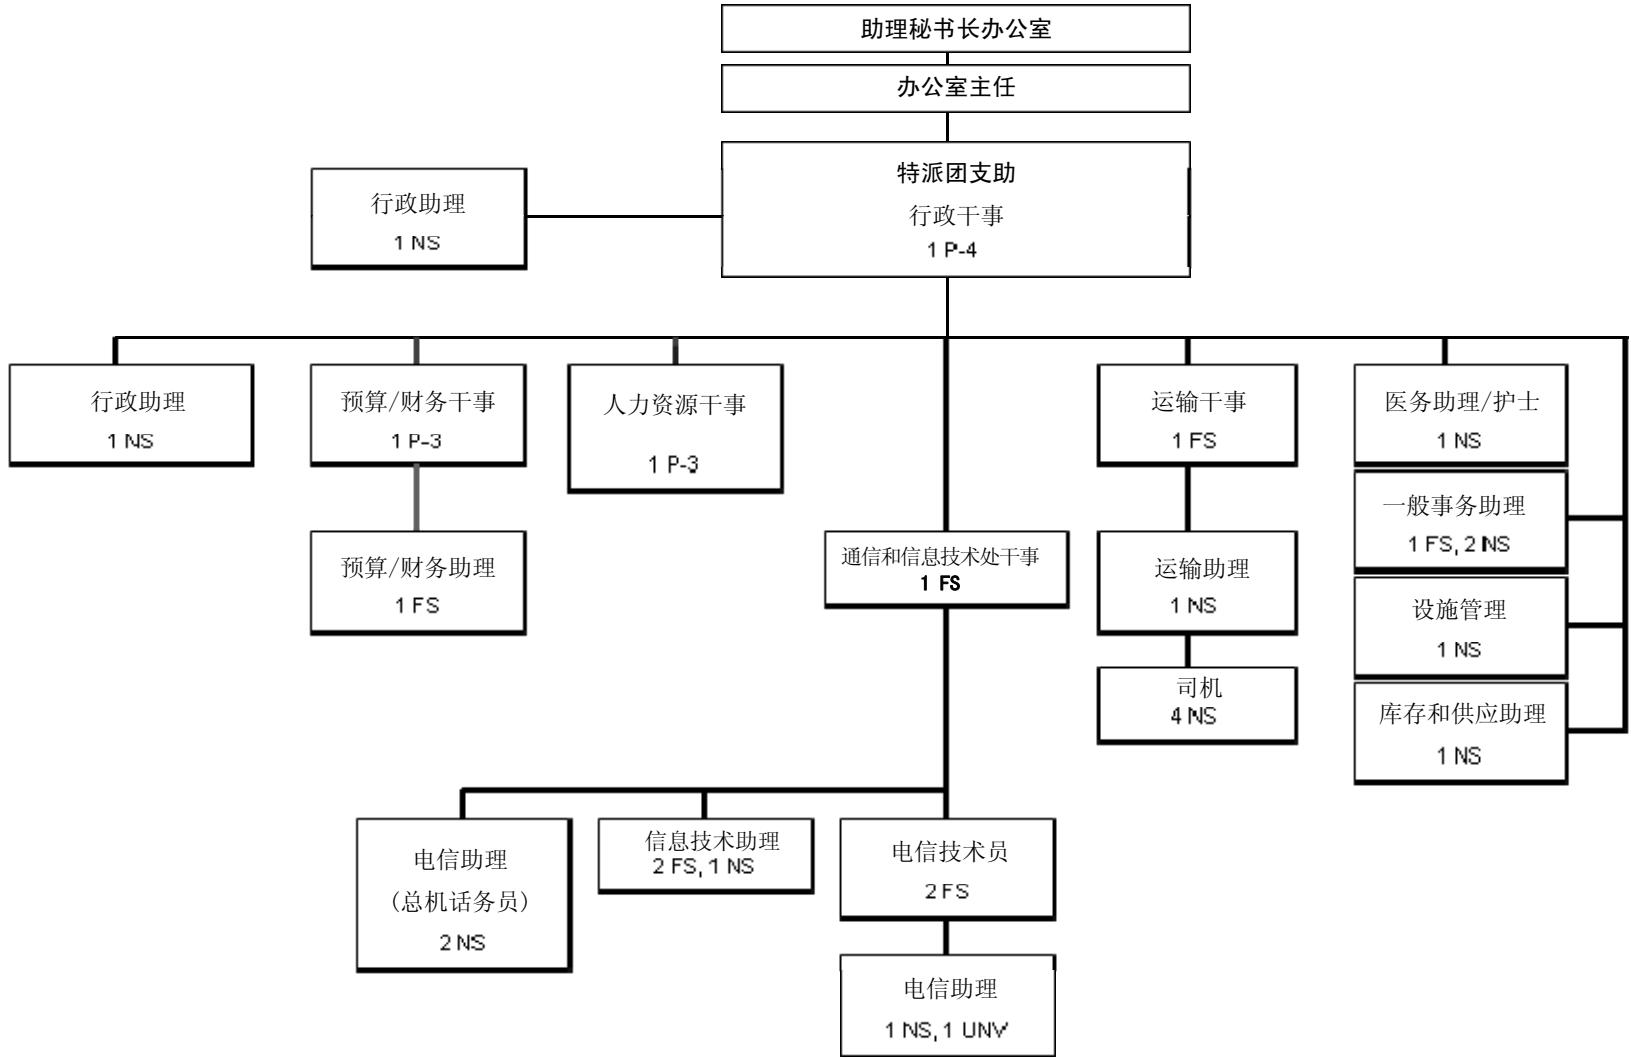 助理秘书长办公室
办公室主任
特派团支助
行政干事
1 P-4
行政助理
1 NS
行政助理
1 NS
预算/财务干事
1 P-3
人力资源干事
1 P-3
运输干事
1 FS
医务助理/护士
1 NS
一般事务助理
1 FS, 2 NS
预算/财务助理
1 FS
通信和信息技术处干事
1 FS
运输助理
1 NS
设施管理
1 NS
司机
4 NS
库存和供应助理
1 NS
电信助理
(总机话务员)
2 NS
信息技术助理
2 FS, 1 NS
电信技术员
2 FS
电信助理
1 NS, 1 UNV